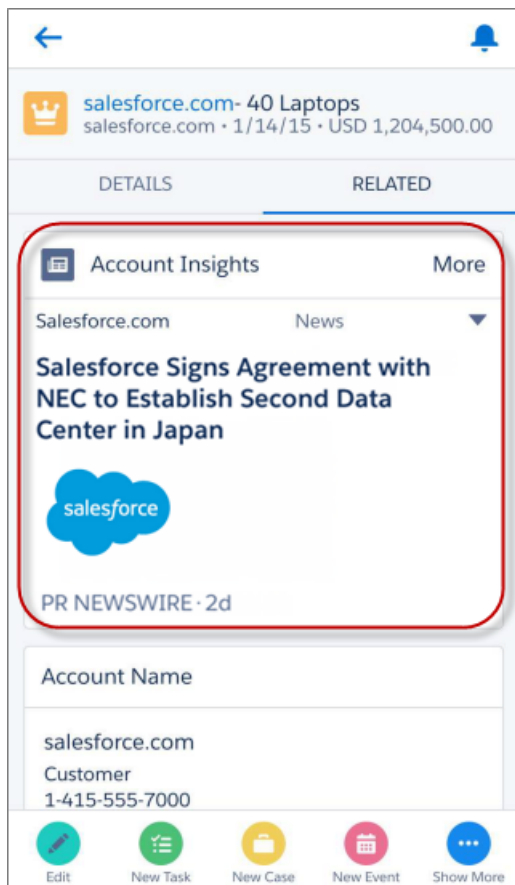 salesforce.com- 40 Laptops
salesforce.com • 1/14/15 • USD 1,204,500.00
DETAILS RELATED
Account Insights More
Salesforce.com News
Salesforce Signs Agreement with
NEC to Establish Second Data
Center in Japan
salesforce
PR NEWSWIRE · 2d
Account Name
salesforce.com
Customer
1-415-555-7000
Edit New Task New Case New Event Show More